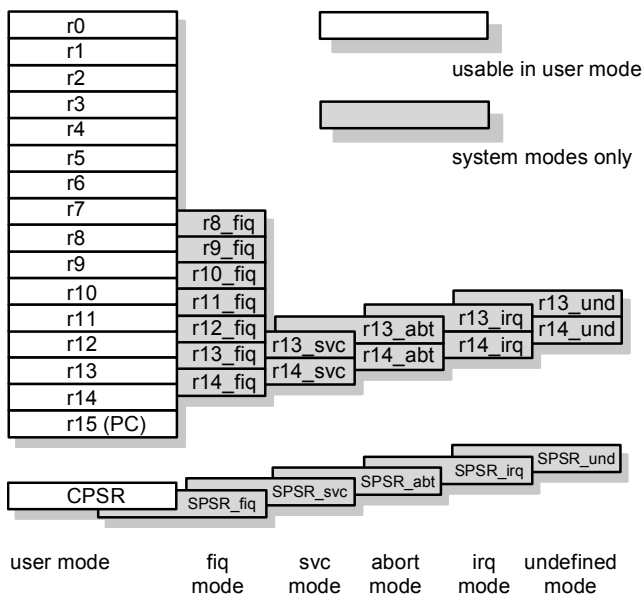 r0
r1
r2
r3
r4
r5
r6
r7
r8
r9
r10
r11
r12
r13
r14
r15 (PC)
r8_fiq
r9_fiq
r10_fiq
r11_fiq
r12_fiq
r13_fiq
r14_fiq
r13_svc
r14_svc
r13_abt
r14_abt
r13_irq
r14_irq
r13_und
r14_und
usable in user mode
system modes only
CPSR
SPSR_fiq
SPSR_svc
SPSR_abt
SPSR_irq
SPSR_und
user mode
fiq
mode
svc
mode
abort
mode
irq
mode
undefined
mode